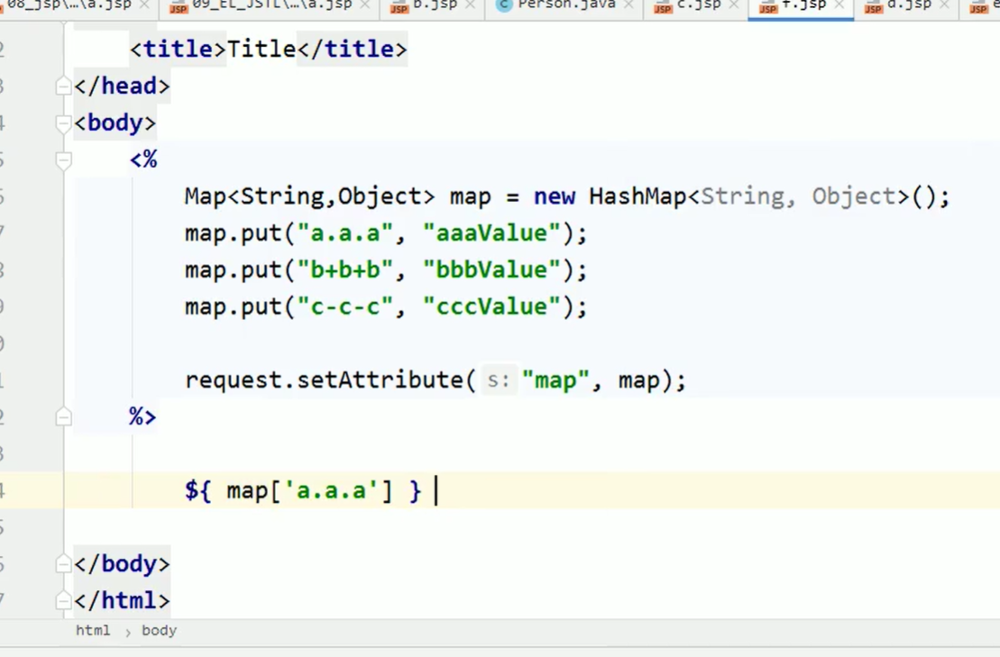 08_jsp\...\a.jsp × 09_EL_JSTL\...\a.jsp × b.jsp × Person.java × c.jsp × f.jsp × d.jsp ×
<title>Title</title>
</head>
<body>
<%
Map<String,Object> map = new HashMap<String, Object>();
map.put("a.a.a", "aaaValue");
map.put("b+b+b", "bbbValue");
map.put("c-c-c", "cccValue");
request.setAttribute( s: "map", map);
%>
${ map['a.a.a'] }
</body>
</html>
html › body